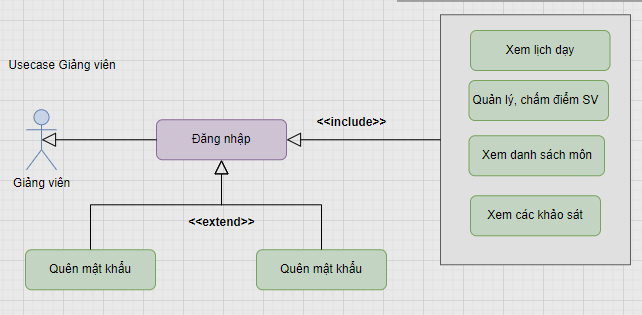 Usecase Giảng viên
Giảng viên
Đăng nhập
<<include>>
<<extend>>
Quên mật khẩu
Quên mật khẩu
Xem lịch dạy
Quản lý, chấm điểm SV
Xem danh sách môn
Xem các khảo sát